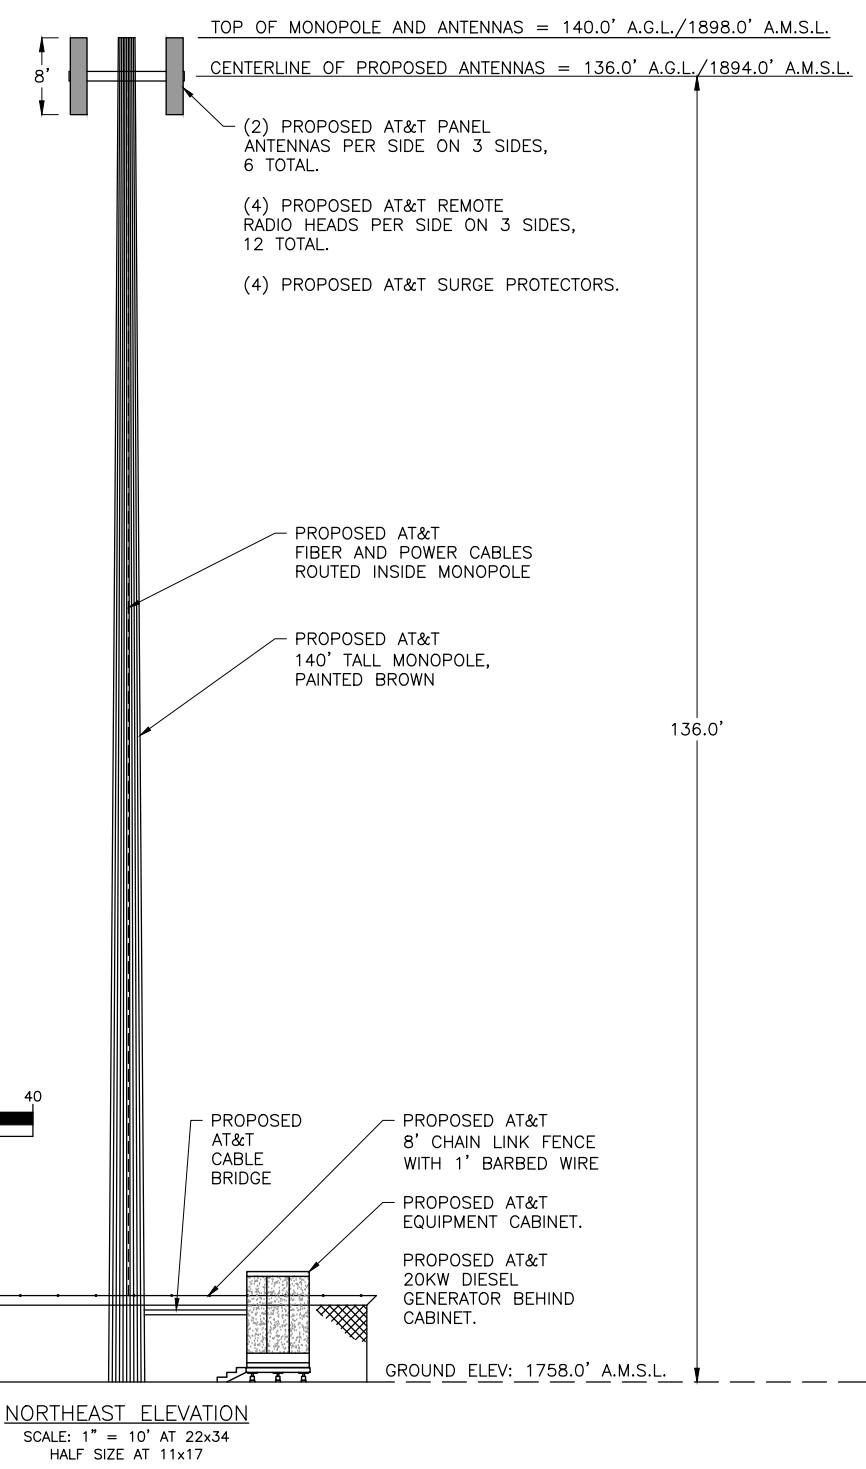 TOP OF MONOPOLE AND ANTENNAS = 140.0' A.G.L./1898.0' A.M.S.L.
8'
CENTERLINE OF PROPOSED ANTENNAS = 136.0' A.G.L./1894.0' A.M.S.L.
(2) PROPOSED AT&T PANEL
ANTENNAS PER SIDE ON 3 SIDES,
6 TOTAL.
(4) PROPOSED AT&T REMOTE
RADIO HEADS PER SIDE ON 3 SIDES,
12 TOTAL.
(4) PROPOSED AT&T SURGE PROTECTORS.
PROPOSED AT&T
FIBER AND POWER CABLES
ROUTED INSIDE MONOPOLE
PROPOSED AT&T
140' TALL MONOPOLE,
PAINTED BROWN
136.0'
40
PROPOSED
AT&T
CABLE
BRIDGE
PROPOSED AT&T
8' CHAIN LINK FENCE
WITH 1' BARBED WIRE
PROPOSED AT&T
EQUIPMENT CABINET.
PROPOSED AT&T
20KW DIESEL
GENERATOR BEHIND
CABINET.
GROUND ELEV: 1758.0' A.M.S.L.
NORTHEAST ELEVATION
SCALE: 1" = 10' AT 22x34
HALF SIZE AT 11x17